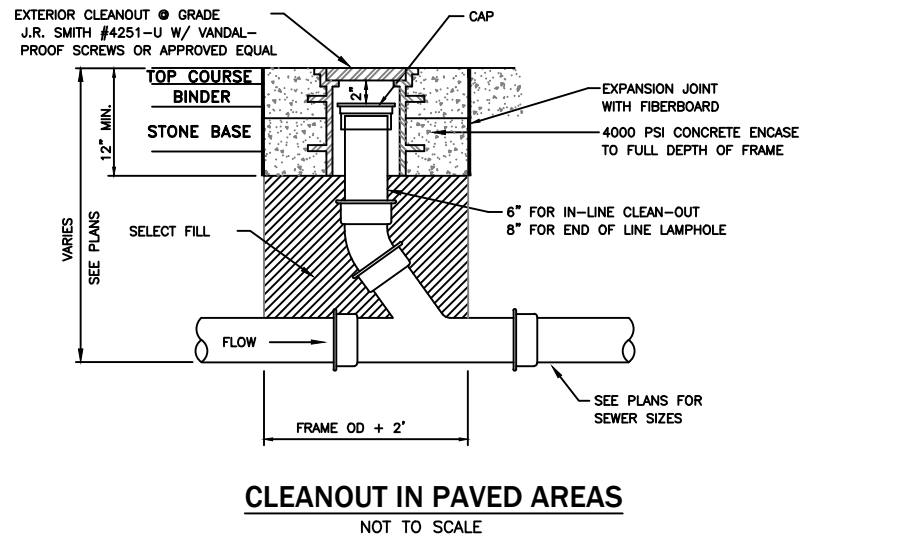 EXTERIOR CLEANOUT @ GRADE
J.R. SMITH #4251-U W/ VANDAL-
PROOF SCREWS OR APPROVED EQUAL
CAP
TOP COURSE
BINDER
STONE BASE
2"
12" MIN.
EXPANSION JOINT
WITH FIBERBOARD
4000 PSI CONCRETE ENCASE
TO FULL DEPTH OF FRAME
6" FOR IN-LINE CLEAN-OUT
8" FOR END OF LINE LAMPHOLE
SELECT FILL
VARIES
SEE PLANS
FLOW
SEE PLANS FOR
SEWER SIZES
FRAME OD + 2'
CLEANOUT IN PAVED AREAS
NOT TO SCALE